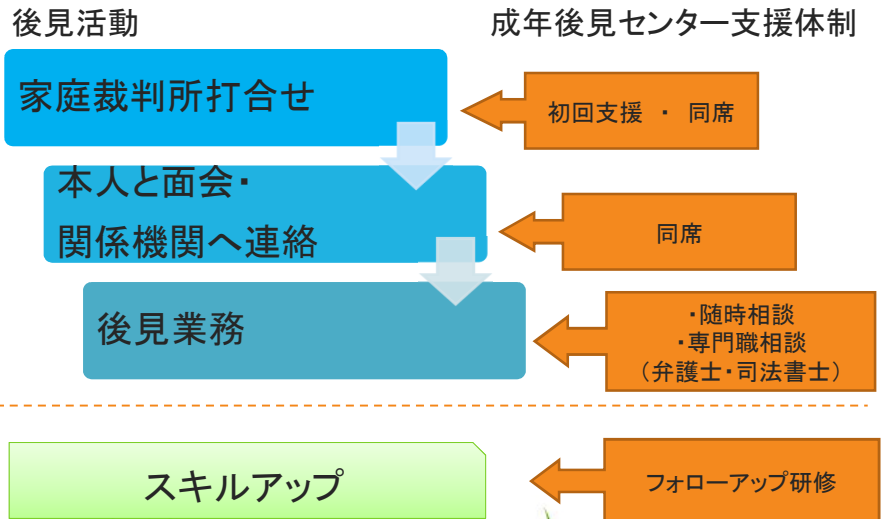 後見活動
成年後見センター支援体制
家庭裁判所打合せ
初回支援 ・ 同席
本人と面会・
関係機関へ連絡
同席
後見業務
・随時相談
・専門職相談
（弁護士・司法書士）
スキルアップ
フォローアップ研修